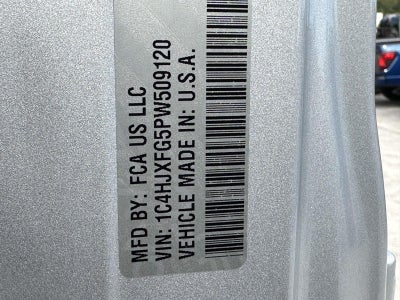 MFD BY: FCA US LLC
VIN: 1C4HJXFG5PW509120
VEHICLE MADE IN: U.S.A.